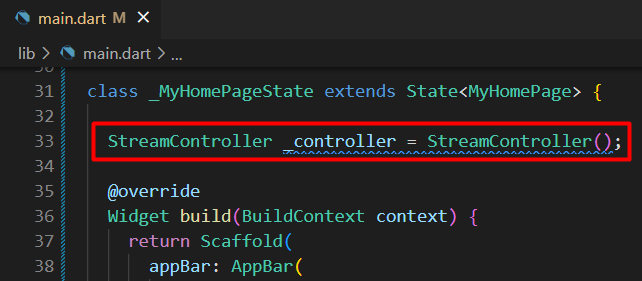 main.dart M ×
lib > main.dart > ...
31 class _MyHomePageState extends State<MyHomePage> {
32
33 StreamController _controller = StreamController();
34
35 @override
36 Widget build(BuildContext context) {
37 return Scaffold(
38 appBar: AppBar(